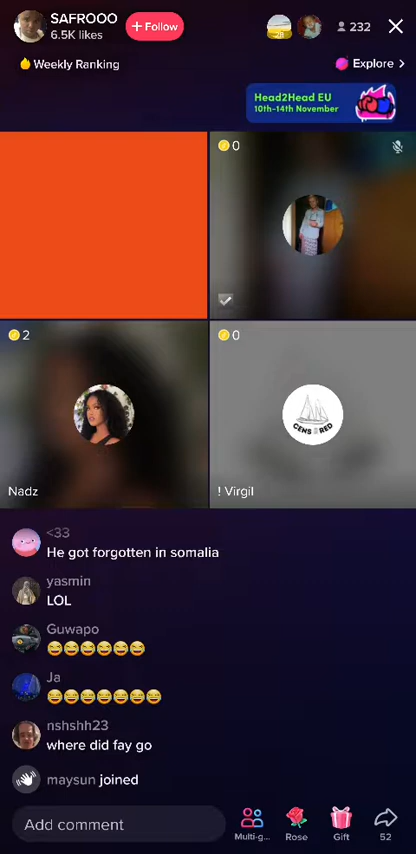 SAFROOO
6.5K likes
+ Follow
232
Weekly Ranking
Explore >
Head2Head EU
10th-14th November
0
2
0
Nadz
CENS RED
! Virgil
<33
He got forgotten in somalia
yasmin
LOL
Guwapo
😂😂😂😂😂😂
Ja
😂😂😂😂😂😂😂
nshshh23
where did fay go
maysun joined
Add comment
Multi-g...
Rose
Gift
52